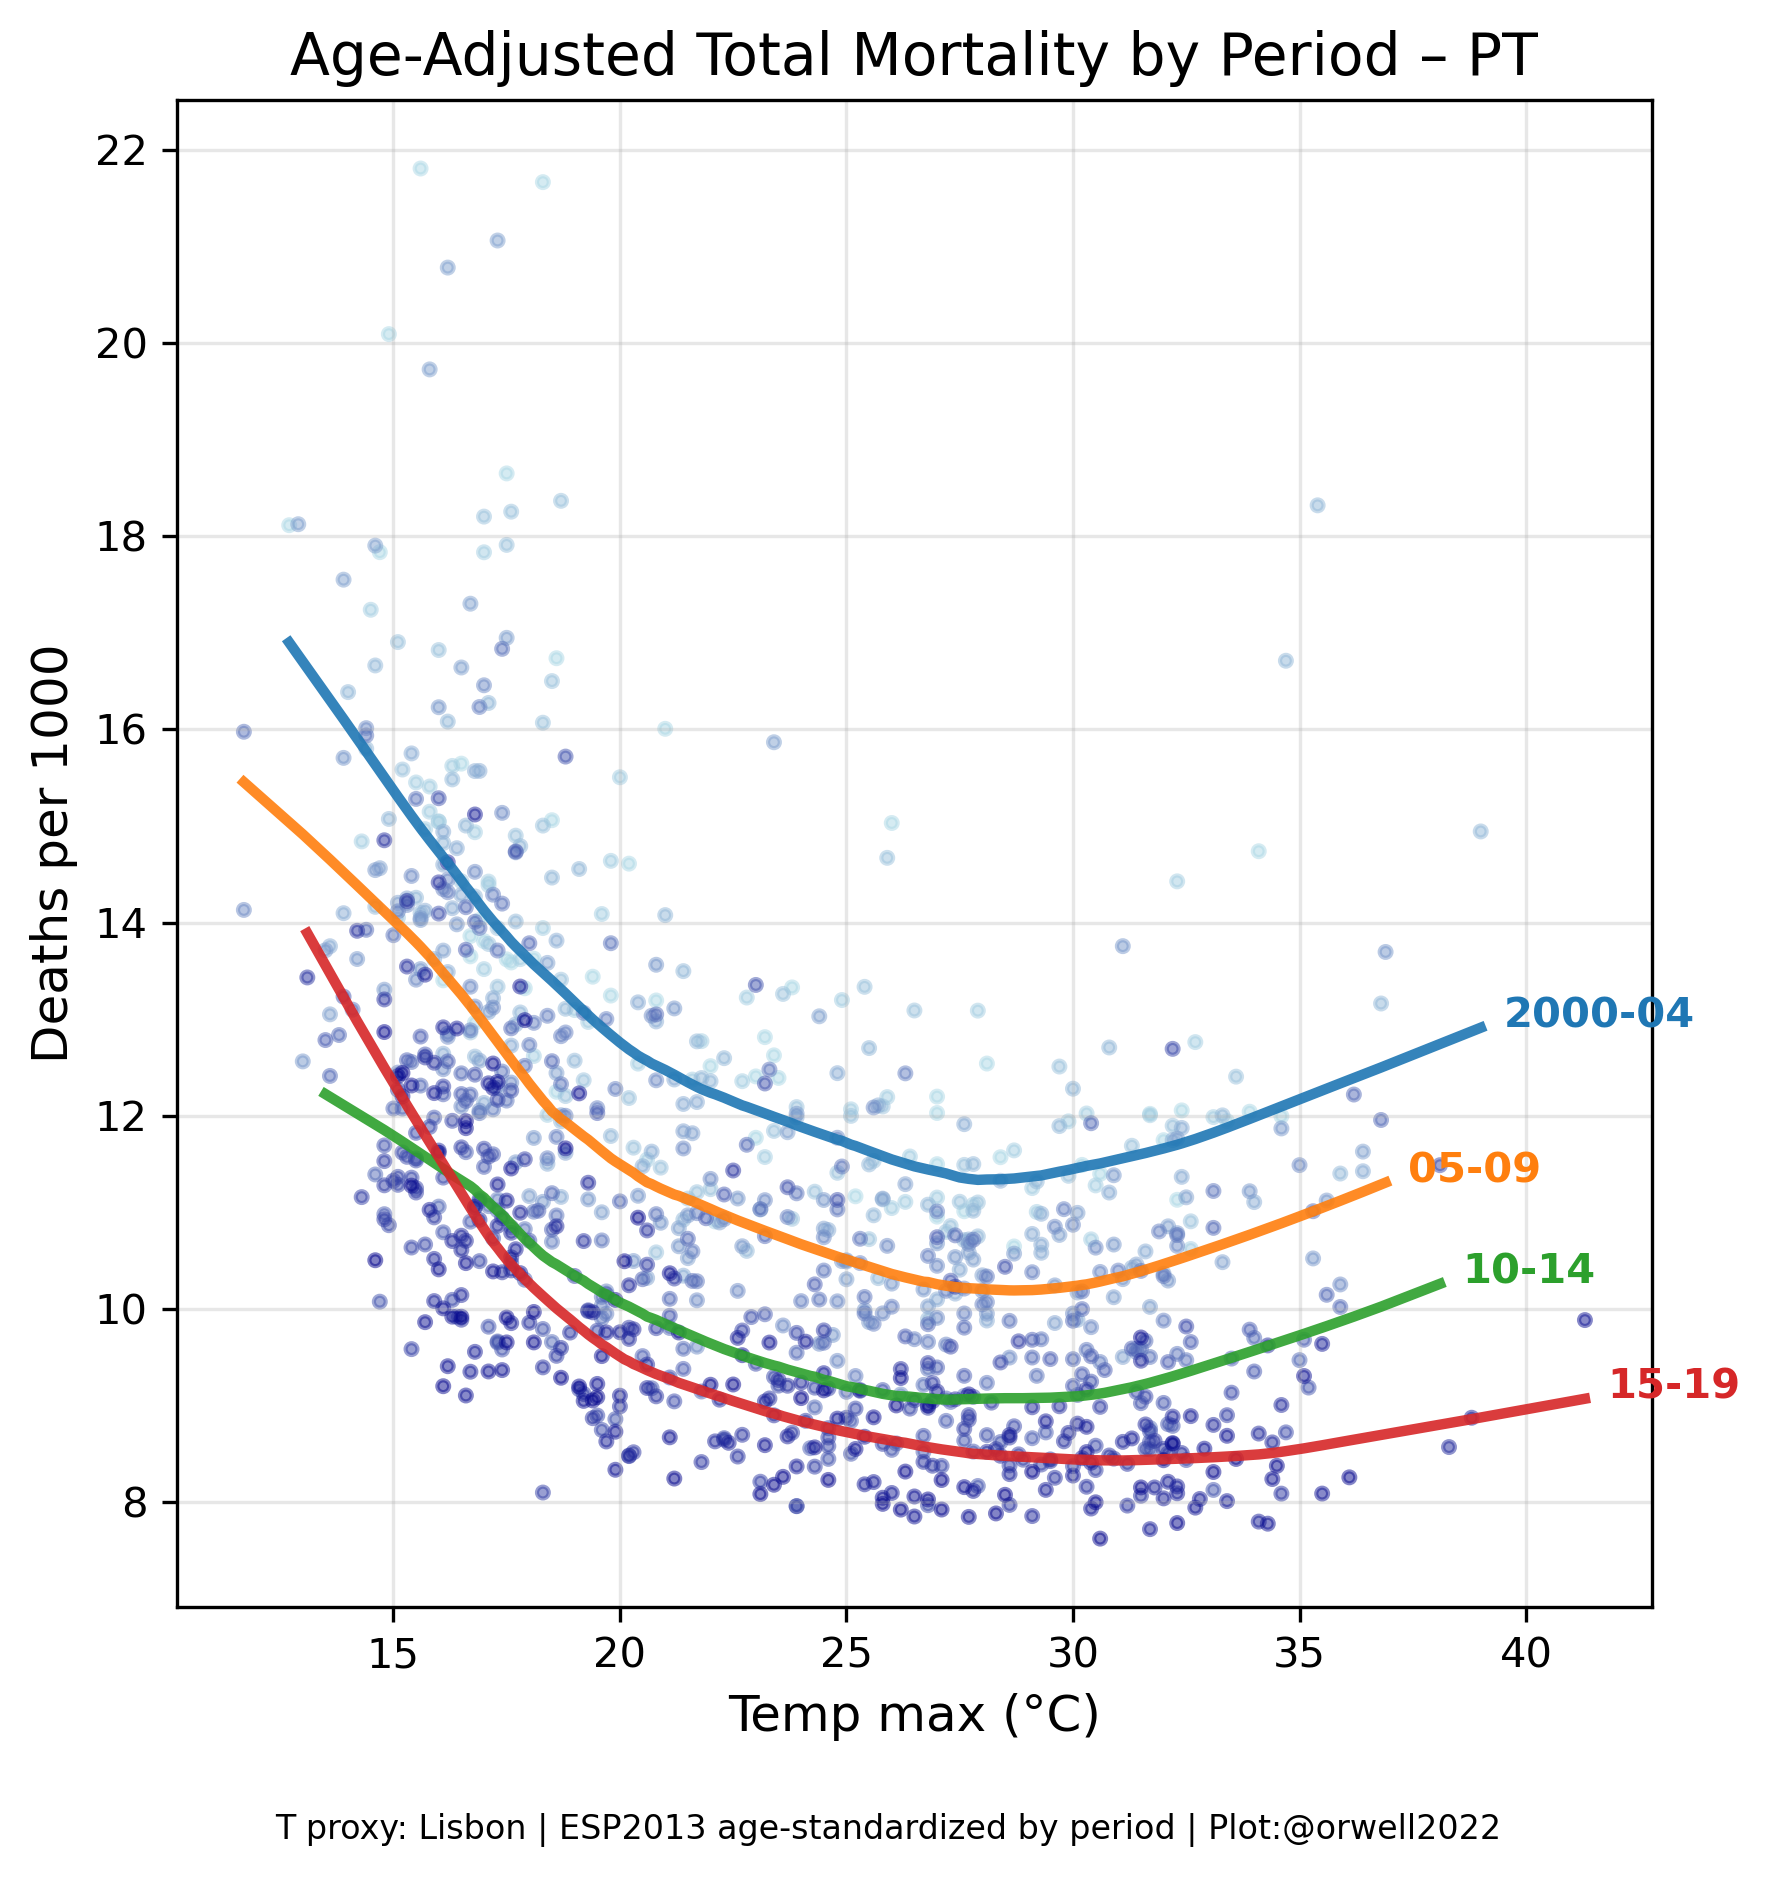 Age-Adjusted Total Mortality by Period – PT
Deaths per 1000
22
20
18
16
14
12
10
8
2000-04
05-09
10-14
15-19
15 20 25 30 35 40
Temp max (°C)
T proxy: Lisbon | ESP2013 age-standardized by period | Plot:@orwell2022